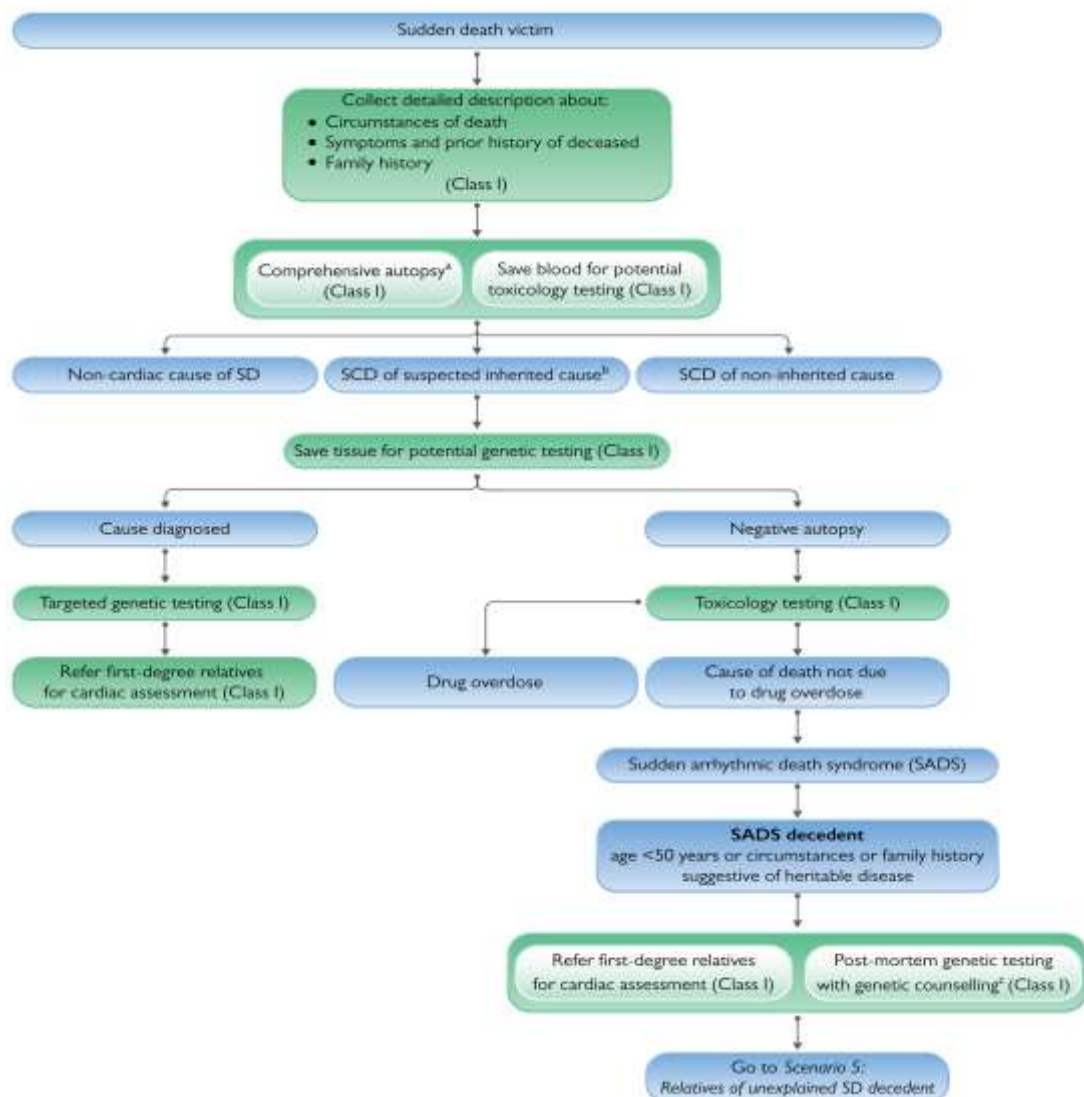 Sudden death victim
Collect detailed description about:
• Circumstances of death
• Symptoms and prior history of deceased
• Family history
(Class I)
Comprehensive autopsyᵃ
(Class I)
Save blood for potential
toxicology testing (Class I)
Non-cardiac cause of SD
SCD of suspected inherited causeᵇ
SCD of non-inherited cause
Save tissue for potential genetic testing (Class I)
Cause diagnosed
Negative autopsy
Targeted genetic testing (Class I)
Toxicology testing (Class I)
Refer first-degree relatives
for cardiac assessment (Class I)
Drug overdose
Cause of death not due
to drug overdose
Sudden arrhythmic death syndrome (SADS)
SADS decedent
age <50 years or circumstances or family history
suggestive of heritable disease
Refer first-degree relatives
for cardiac assessment (Class I)
Post-mortem genetic testing
with genetic counsellingᶜ (Class I)
Go to Scenario 5:
Relatives of unexplained SD decedent